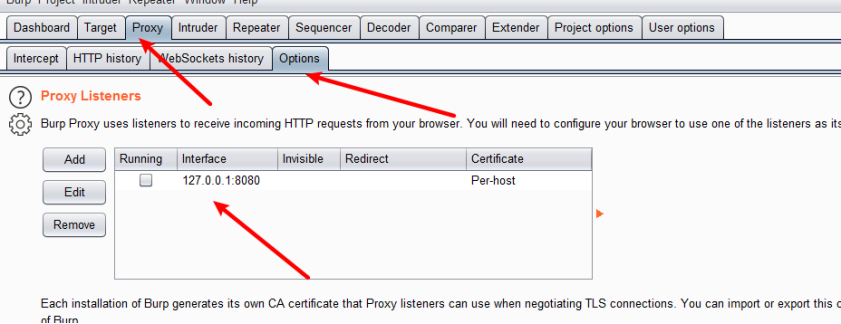 Burp Project Intruder Repeater Window Help
Dashboard Target Proxy Intruder Repeater Sequencer Decoder Comparer Extender Project options User options
Intercept HTTP history WebSockets history Options
? Proxy Listeners
Burp Proxy uses listeners to receive incoming HTTP requests from your browser. You will need to configure your browser to use one of the listeners as its
Add Running Interface Invisible Redirect Certificate
127.0.0.1:8080 Per-host
Edit
Remove
Each installation of Burp generates its own CA certificate that Proxy listeners can use when negotiating TLS connections. You can import or export this c
of Burp